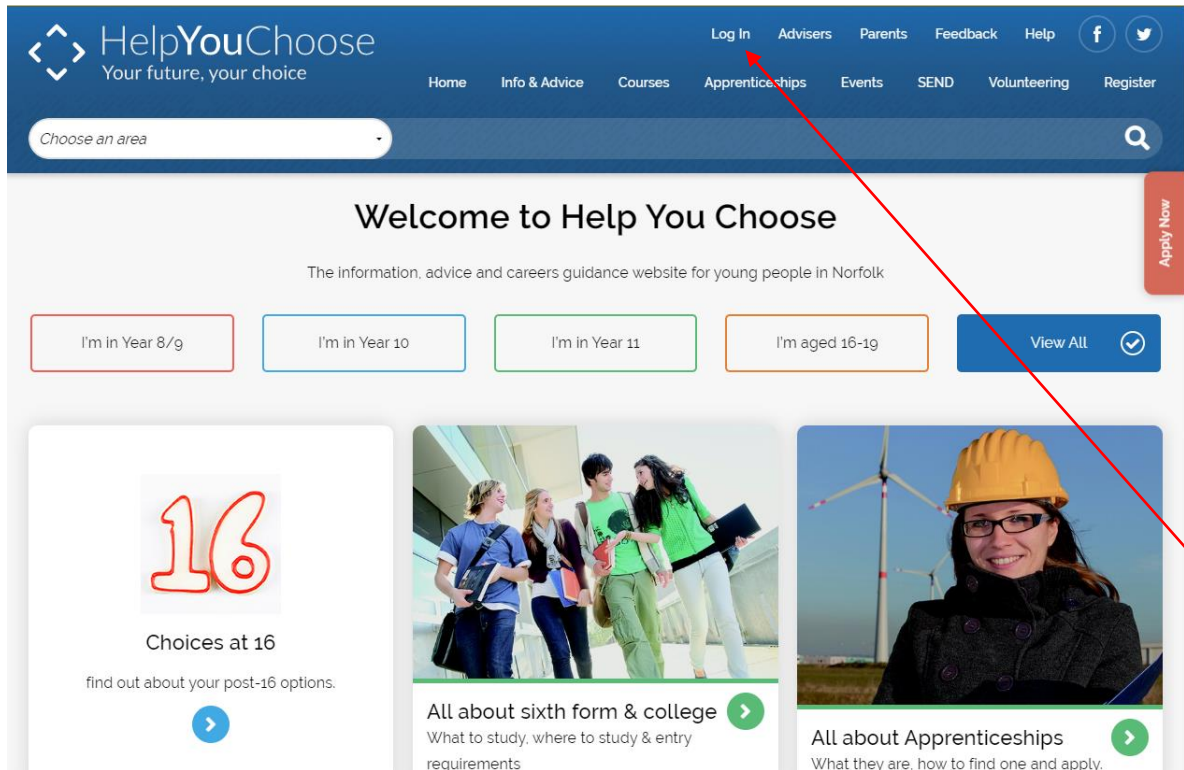 HelpYouChoose
Your future, your choice
Log In Advisers Parents Feedback Help
Home Info & Advice Courses Apprenticeships Events SEND Volunteering Register
Choose an area
Apply Now
Welcome to Help You Choose
The information, advice and careers guidance website for young people in Norfolk
I'm in Year 8/9 I'm in Year 10 I'm in Year 11 I'm aged 16-19 View All
16
Choices at 16
find out about your post-16 options.
All about sixth form & college
What to study, where to study & entry
requirements
All about Apprenticeships
What they are, how to find one and apply.